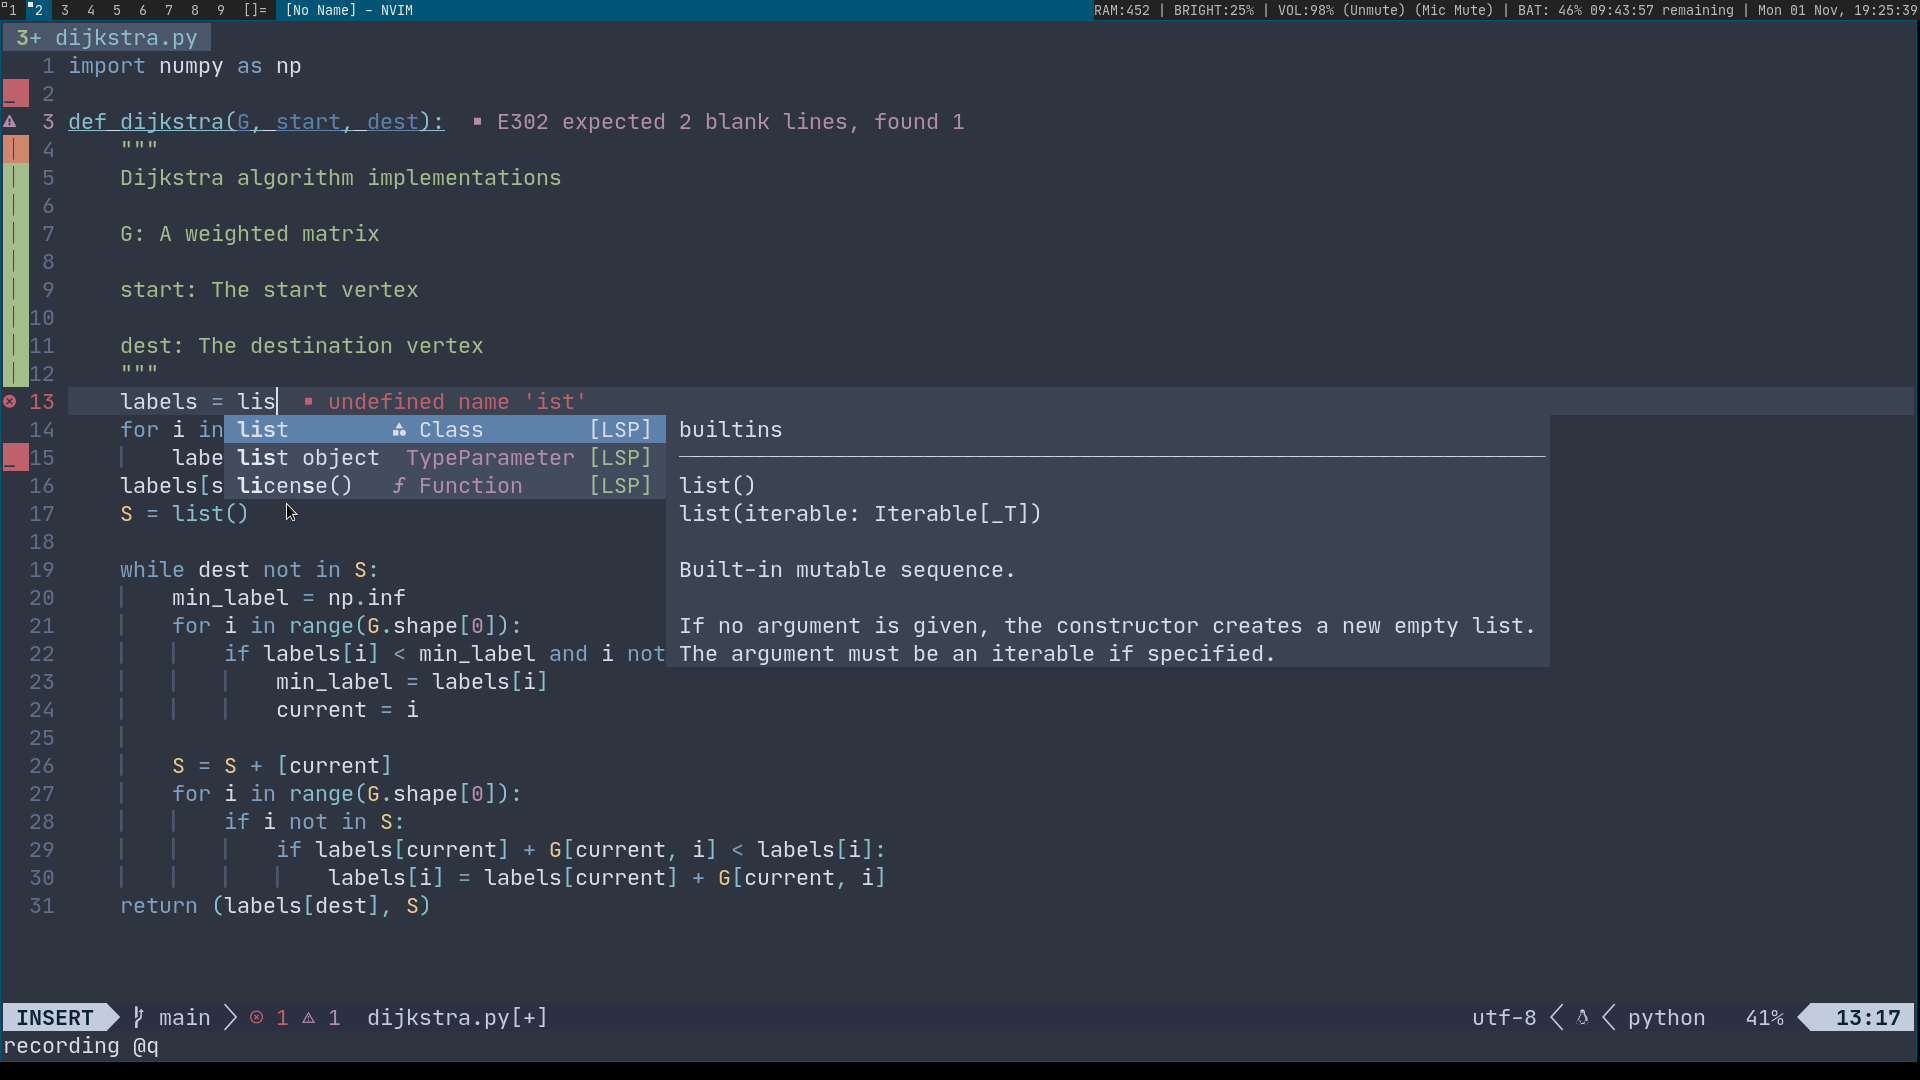 1 2 3 4 5 6 7 8 9 []= [No Name] - NVIM RAM:452 | BRIGHT:25% | VOL:98% (Unmute) (Mic Mute) | BAT: 46% 09:43:57 remaining | Mon 01 Nov, 19:25:39
3+ dijkstra.py
1 import numpy as np
2
3 def dijkstra(G, start, dest): ▪ E302 expected 2 blank lines, found 1
4 """
5 Dijkstra algorithm implementations
6
7 G: A weighted matrix
8
9 start: The start vertex
10
11 dest: The destination vertex
12 """
13 labels = lis ▪ undefined name 'ist'
14 for i in list Class [LSP] builtins
15 labe list object TypeParameter [LSP]
16 labels[s license() ƒ Function [LSP] list()
17 S = list() list(iterable: Iterable[_T])
18
19 while dest not in S: Built-in mutable sequence.
20 min_label = np.inf
21 for i in range(G.shape[0]): If no argument is given, the constructor creates a new empty list.
22 if labels[i] < min_label and i not The argument must be an iterable if specified.
23 min_label = labels[i]
24 current = i
25
26 S = S + [current]
27 for i in range(G.shape[0]):
28 if i not in S:
29 if labels[current] + G[current, i] < labels[i]:
30 labels[i] = labels[current] + G[current, i]
31 return (labels[dest], S)
INSERT main 1 1 dijkstra.py[+] utf-8 python 41% 13:17
recording @q